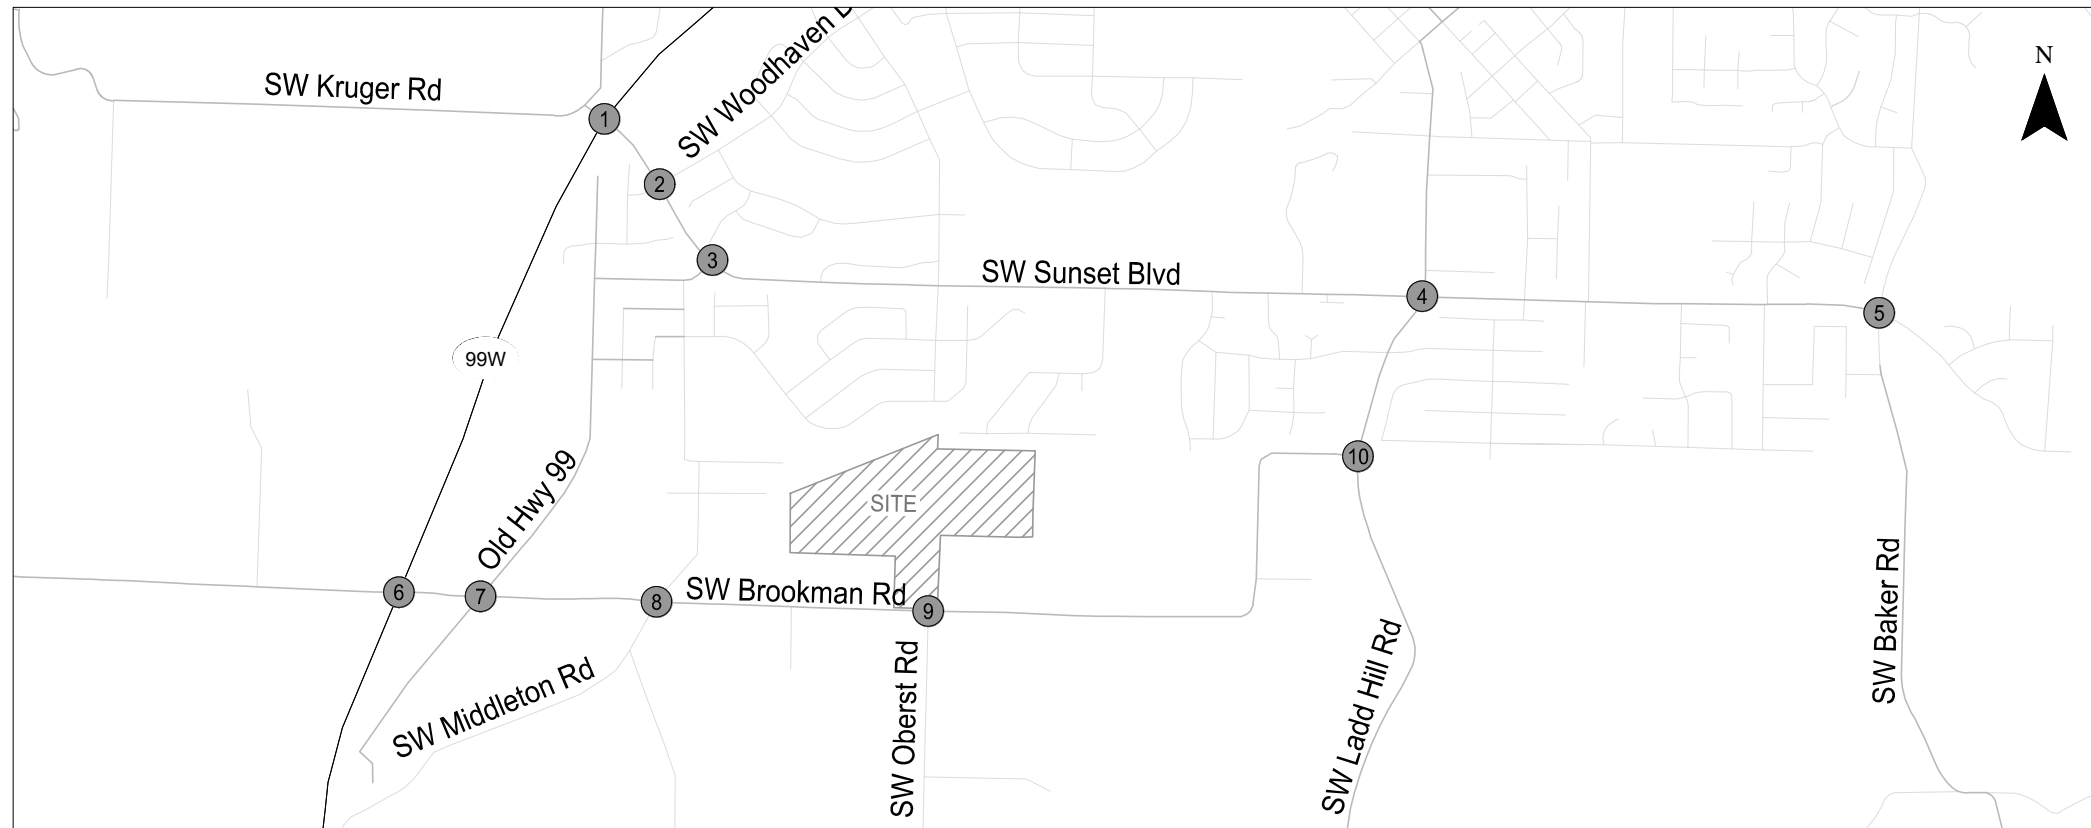 N
SW Kruger Rd
SW Woodhaven D
1
2
3
SW Sunset Blvd
4
5
99W
Old Hwy 99
10
SITE
6
7
8
SW Brookman Rd
9
SW Middleton Rd
SW Oberst Rd
SW Ladd Hill Rd
SW Baker Rd